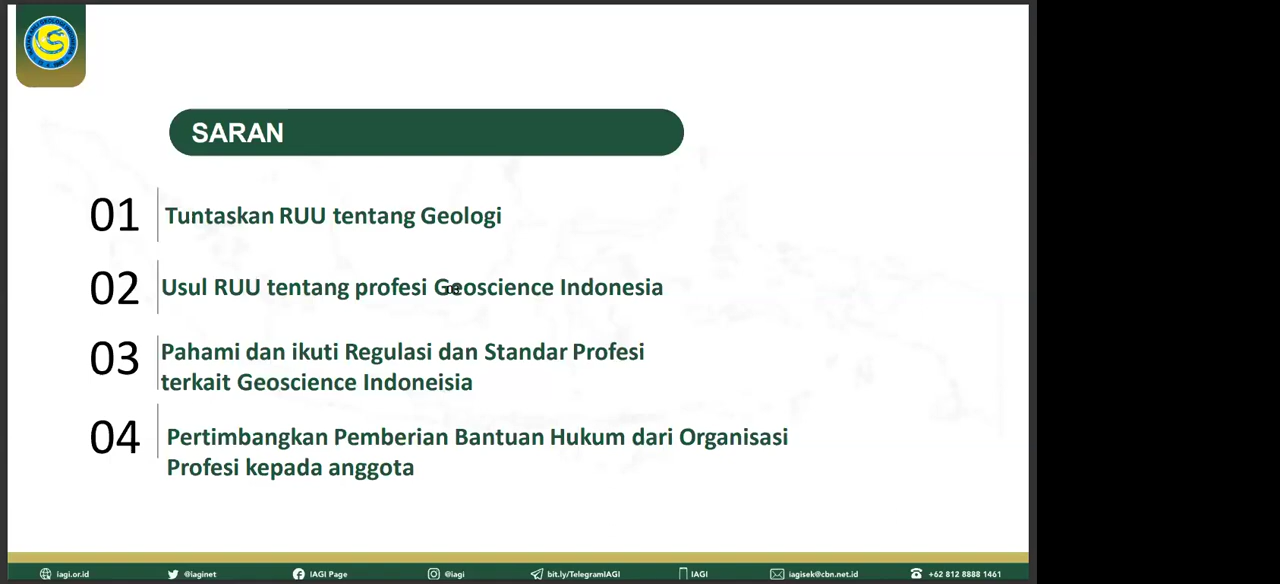 SARAN
01 Tuntaskan RUU tentang Geologi
02 Usul RUU tentang profesi Geoscience Indonesia
03 Pahami dan ikuti Regulasi dan Standar Profesi
terkait Geoscience Indoneisia
04 Pertimbangkan Pemberian Bantuan Hukum dari Organisasi
Profesi kepada anggota
iagi.or.id @iaginet IAGI Page @iagi bit.ly/TelegramIAGI IAGI iagisek@cbn.net.id +62 812 8888 1461